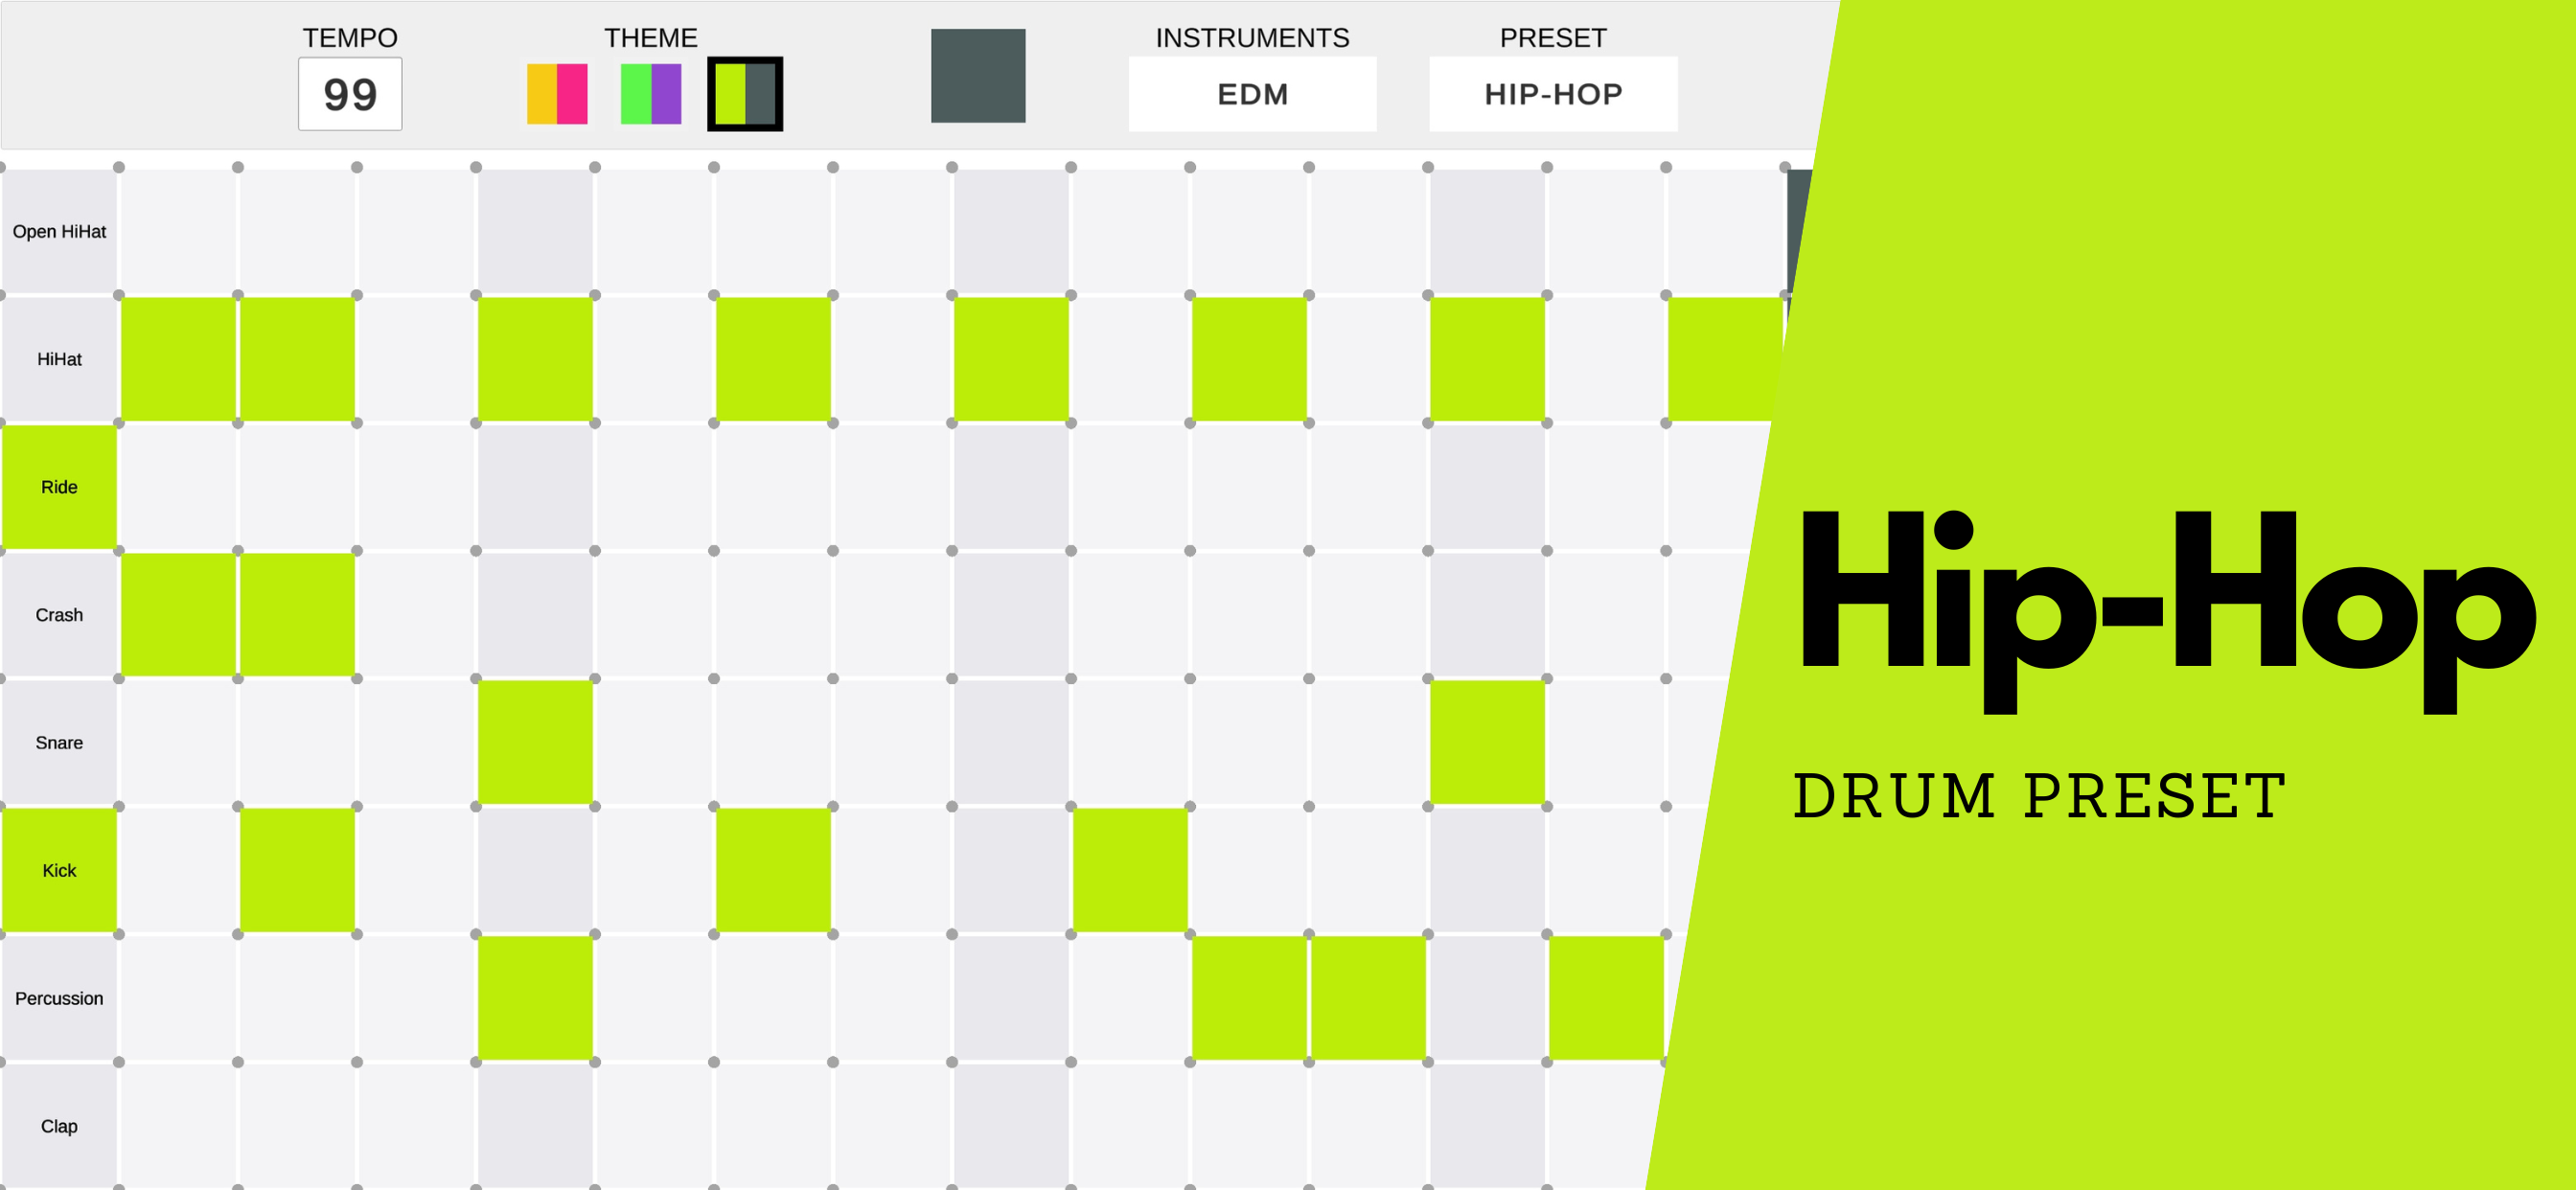 TEMPO
THEME
INSTRUMENTS
PRESET
99
EDM
HIP-HOP
Open HiHat
HiHat
Ride
Crash
Snare
Kick
Percussion
Clap
Hip-Hop
DRUM PRESET